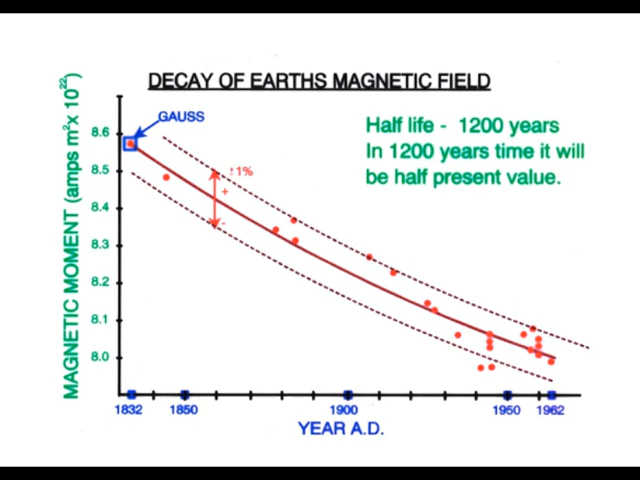 DECAY OF EARTHS MAGNETIC FIELD
GAUSS
Half life - 1200 years
In 1200 years time it will
be half present value.
±1%
+
-
MAGNETIC MOMENT (amps m²x 10²²)
8.6
8.5
8.4
8.3
8.2
8.1
8.0
1832 1850 1900 1950 1962
YEAR A.D.